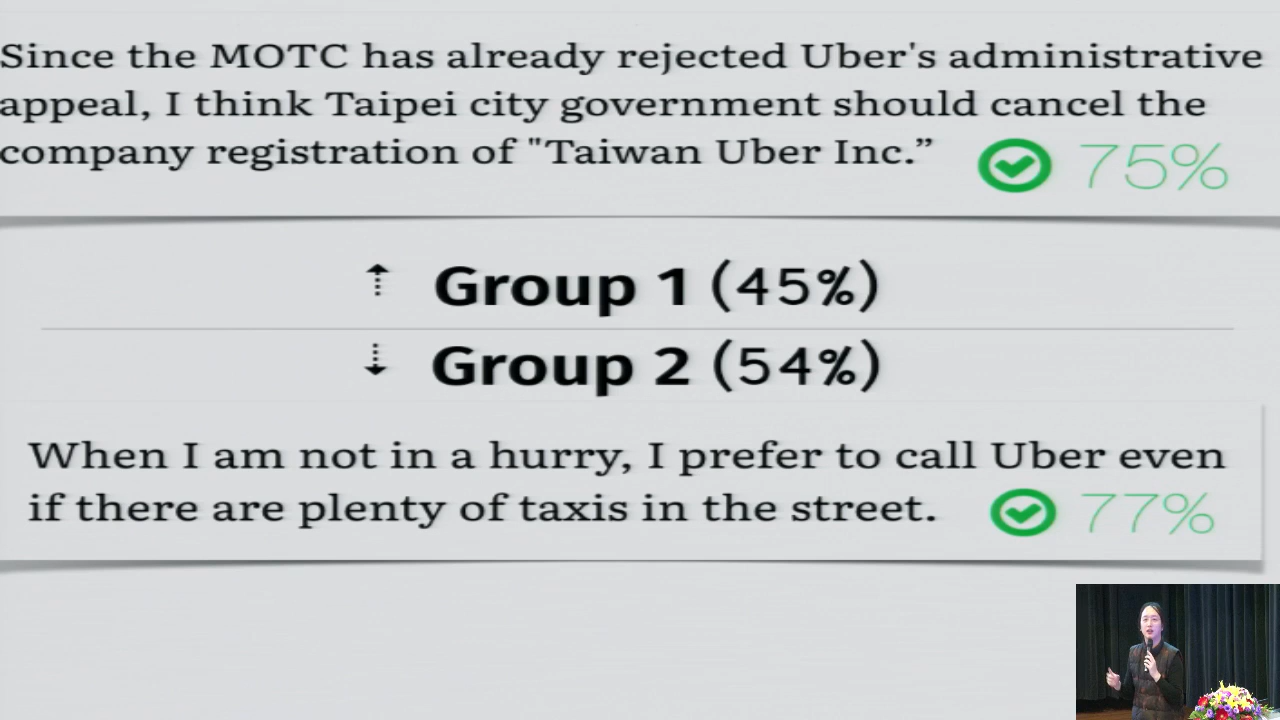 Since the MOTC has already rejected Uber's administrative
appeal, I think Taipei city government should cancel the
company registration of "Taiwan Uber Inc.” 75%
Group 1 (45%)
Group 2 (54%)
When I am not in a hurry, I prefer to call Uber even
if there are plenty of taxis in the street. 77%